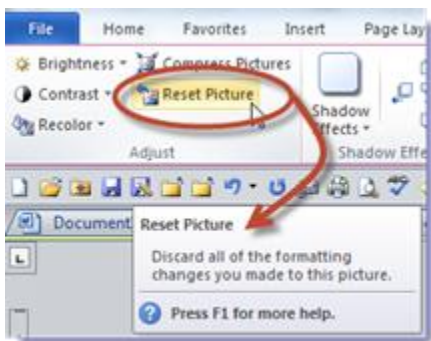 File Home Favorites Insert Page Lay
Brightness Compress Pictures
Contrast Reset Picture
Shadow
Recolor Effects
Adjust Shadow Effe
Document
Reset Picture
Discard all of the formatting
changes you made to this picture.
Press F1 for more help.